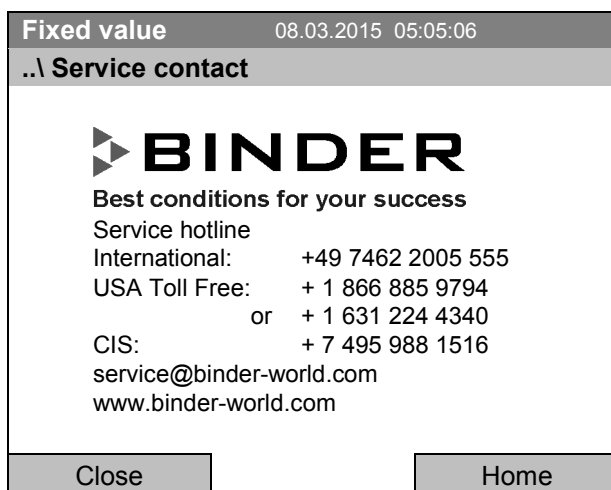 Fixed value 08.03.2015 05:05:06
..\ Service contact
BINDER
Best conditions for your success
Service hotline
International: +49 7462 2005 555
USA Toll Free: + 1 866 885 9794
or + 1 631 224 4340
CIS: + 7 495 988 1516
service@binder-world.com
www.binder-world.com
Close Home